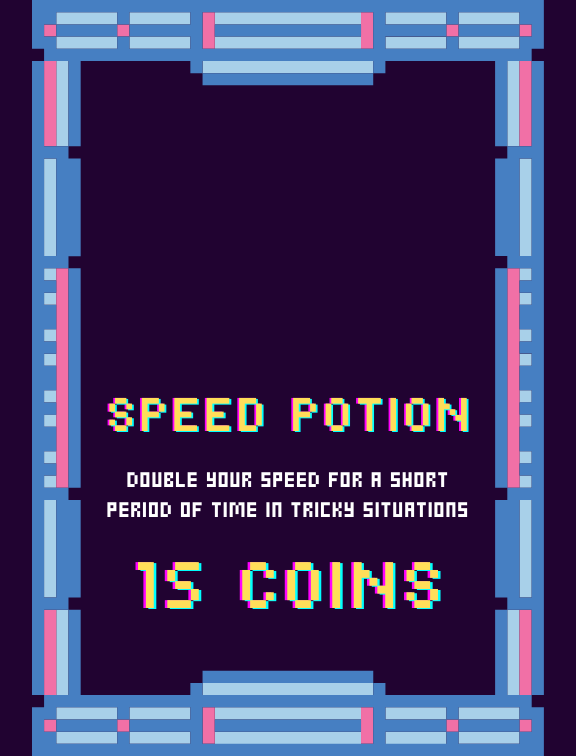 SPEED POTION
DOUBLE YOUR SPEED FOR A SHORT
PERIOD OF TIME IN TRICKY SITUATIONS
15 COINS